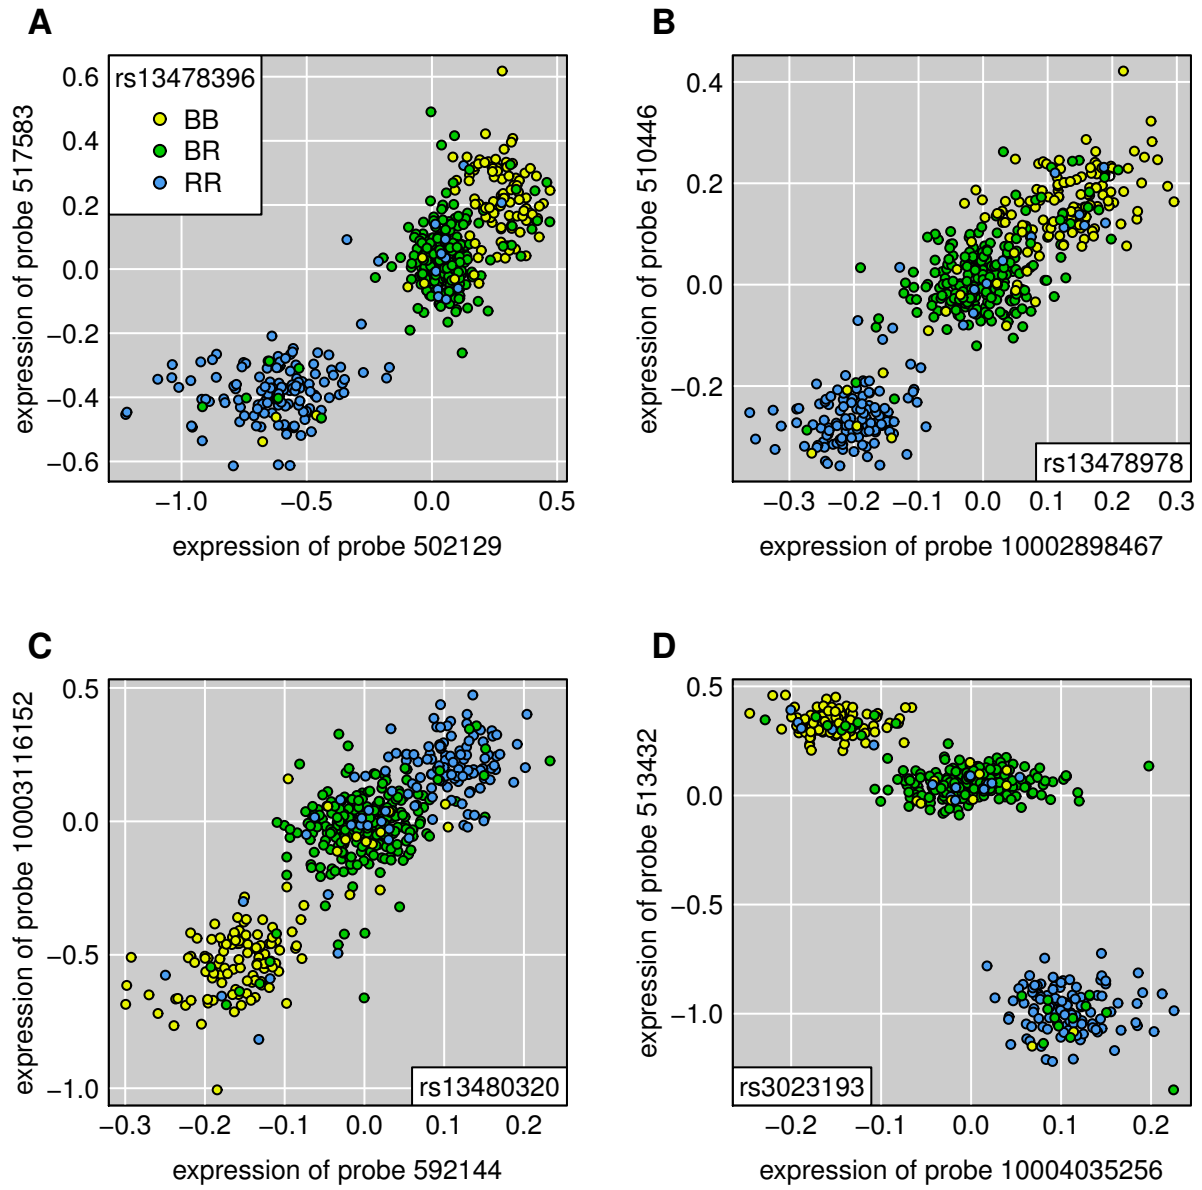 A
rs13478396
BB
BR
RR
0.6
0.4
0.2
0.0
−0.2
−0.4
−0.6
−1.0 −0.5 0.0 0.5
expression of probe 517583
expression of probe 502129
B
0.4
0.2
0.0
−0.2
rs13478978
−0.3 −0.2 −0.1 0.0 0.1 0.2 0.3
expression of probe 510446
expression of probe 10002898467
C
0.5
0.0
−0.5
−1.0
rs13480320
−0.3 −0.2 −0.1 0.0 0.1 0.2
expression of probe 10003116152
expression of probe 592144
D
0.5
0.0
−0.5
−1.0
rs3023193
−0.2 −0.1 0.0 0.1 0.2
expression of probe 513432
expression of probe 10004035256